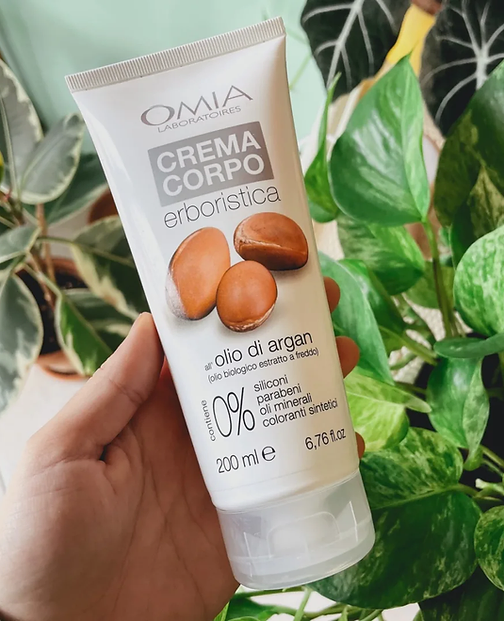 OMIA
LABORATOIRES
CREMA
CORPO
erboristica
all'olio di argan
(olio biologico estratto a freddo)
contiene
0%
siliconi
parabeni
oli minerali
coloranti sintetici
200 ml e 6,76 fl.oz